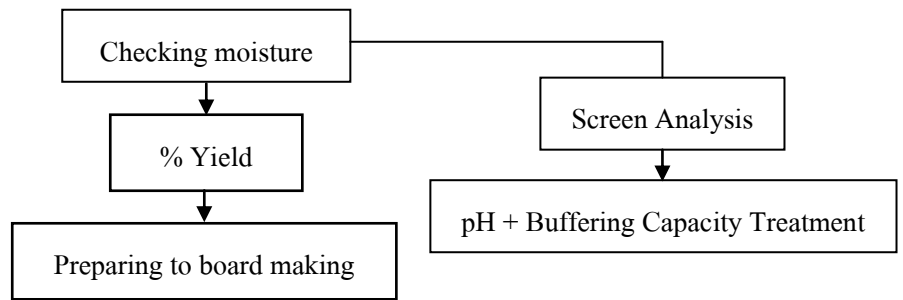 Checking moisture
Screen Analysis
% Yield
pH + Buffering Capacity Treatment
Preparing to board making